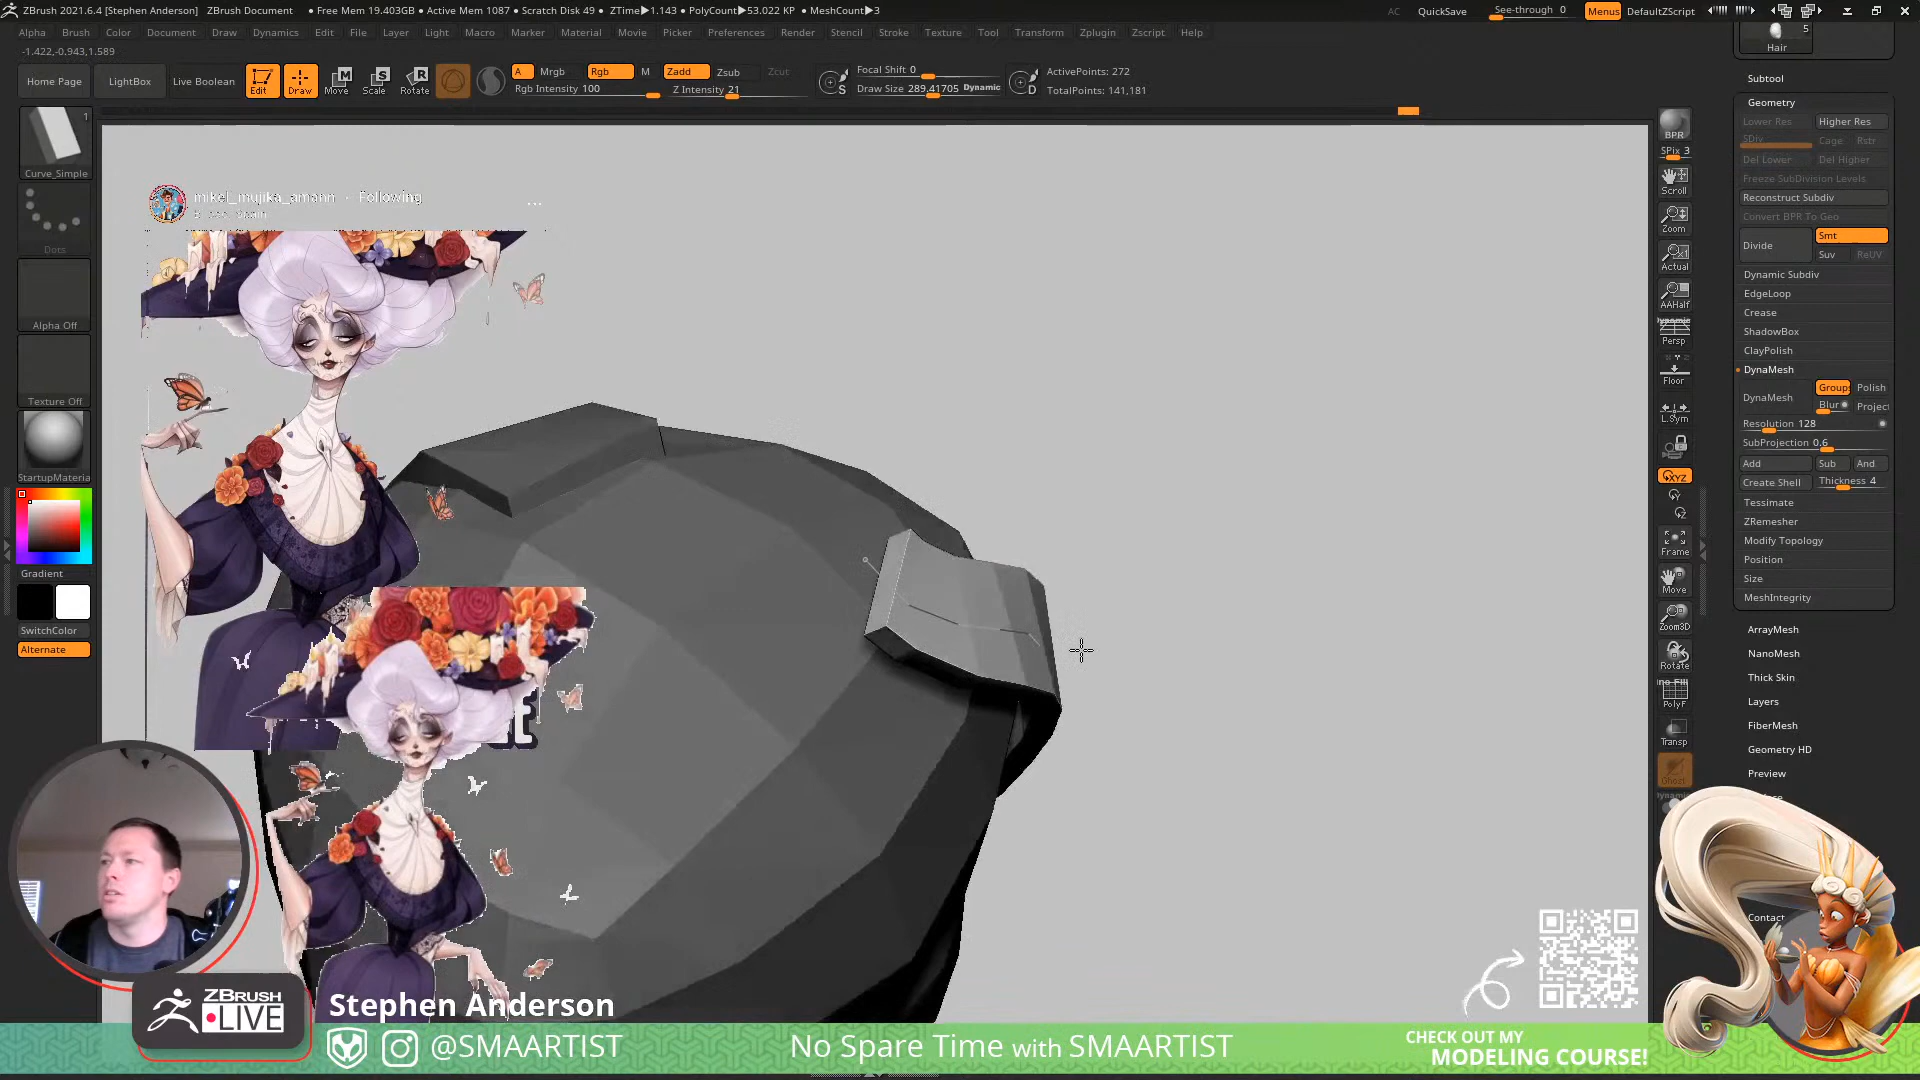 ZBrush 2021.6.4 [Stephen Anderson] ZBrush Document • Free Mem 19.403GB • Active Mem 1087 • Scratch Disk 49 • ZTime▶1.143 • PolyCount▶53.022 KP • MeshCount▶3
AC QuickSave See-through 0 Menus DefaultZScript
Alpha Brush Color Document Draw Dynamics Edit File Layer Light Macro Marker Material Movie Picker Preferences Render Stencil Stroke Texture Tool Transform Zplugin Zscript Help
-1.422,-0.943,1.589
Home Page LightBox Live Boolean Edit Draw Move Scale Rotate
A Mrgb Rgb M Zadd Zsub Zcut
Rgb Intensity 100 Z Intensity 21
Focal Shift 0
Draw Size 289.41705 Dynamic
ActivePoints: 272
TotalPoints: 141,181
1
Curve_Simple
Dots
Alpha Off
Texture Off
StartupMateria
Gradient
SwitchColor
Alternate
mikel_mujika_amann · Following
...
BPR
SPix 3
Scroll
Zoom
Actual
AAHalf
Persp
Floor
L.Sym
XYZ
Frame
Move
Zoom3D
Rotate
PolyF
Transp
Ghost
5
Hair
Subtool
Geometry
Lower Res Higher Res
SDiv Cage Rstr
Del Lower Del Higher
Freeze SubDivision Levels
Reconstruct Subdiv
Convert BPR To Geo
Divide Smt
Suv ReUV
Dynamic Subdiv
EdgeLoop
Crease
ShadowBox
ClayPolish
DynaMesh
DynaMesh Group Polish
Blur Project
Resolution 128
SubProjection 0.6
Add Sub And
Create Shell Thickness 4
Tessimate
ZRemesher
Modify Topology
Position
Size
MeshIntegrity
ArrayMesh
NanoMesh
Thick Skin
Layers
FiberMesh
Geometry HD
Preview
Contact
ZBRUSH
LIVE
Stephen Anderson
@SMAARTIST
No Spare Time with SMAARTIST
CHECK OUT MY
MODELING COURSE!